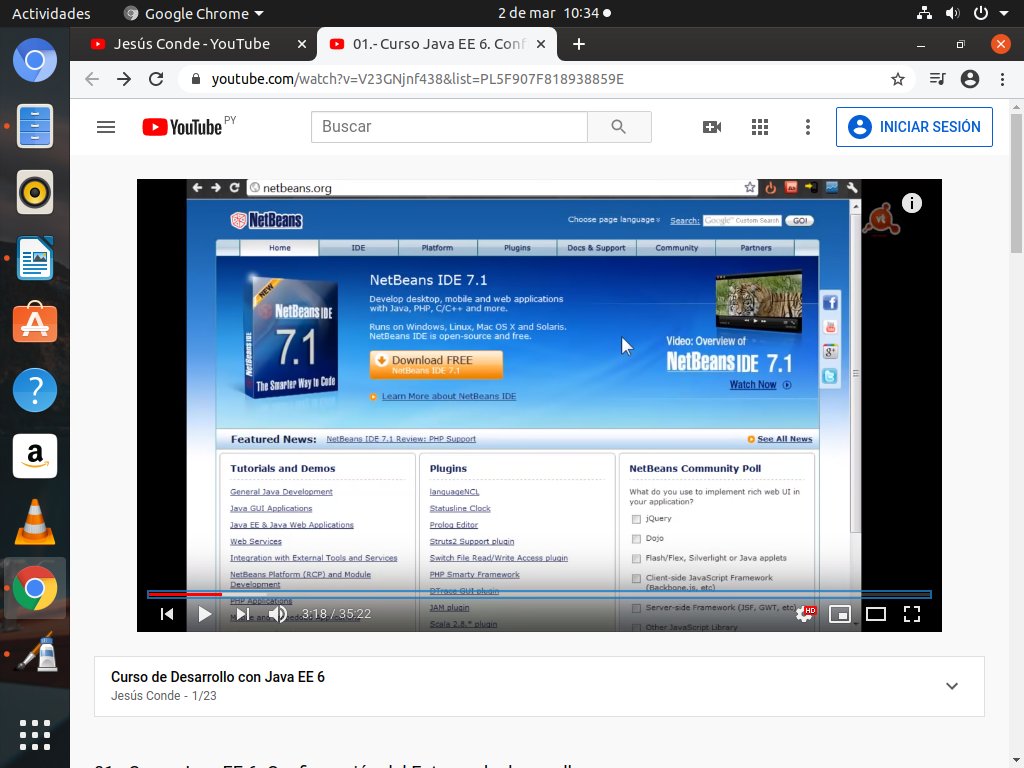 Actividades
Google Chrome
2 de mar 10:34
Jesús Conde - YouTube
01.- Curso Java EE 6. Conf
youtube.com/watch?v=V23GNjnf438&list=PL5F907F818938859E
YouTube PY
Buscar
INICIAR SESIÓN
netbeans.org
NetBeans
Choose page language
Search:
Google Custom Search
GO!
vt
Home
IDE
Platform
Plugins
Docs & Support
Community
Partners
NEW
NetBeans IDE
7.1
The Smarter Way to Code
NetBeans IDE
NetBeans IDE 7.1
Develop desktop, mobile and web applications
with Java, PHP, C/C++ and more.
Runs on Windows, Linux, Mac OS X and Solaris.
NetBeans IDE is open-source and free.
Download FREE
NetBeans IDE 7.1
Learn More about NetBeans IDE
Video: Overview of
NetBeans IDE 7.1
Watch Now
Featured News:
NetBeans IDE 7.1 Review: PHP Support
See All News
Tutorials and Demos
General Java Development
Java GUI Applications
Java EE & Java Web Applications
Web Services
Integration with External Tools and Services
NetBeans Platform (RCP) and Module
Development
PHP Applications
Plugins
languageNCL
Statusline Clock
Prolog Editor
Struts2 Support plugin
Switch File Read/Write Access plugin
PHP Smarty Framework
DTrace GUI plugin
JAM plugin
Scala 2.8.* plugin
NetBeans Community Poll
What do you use to implement rich web UI in
your application?
jQuery
Dojo
Flash/Flex, Silverlight or Java applets
Client-side JavaScript Framework
(Backbone.js, etc)
Server-side Framework (JSF, GWT, etc)
Other JavaScript Library
3:18 / 35:22
HD
Curso de Desarrollo con Java EE 6
Jesús Conde - 1/23